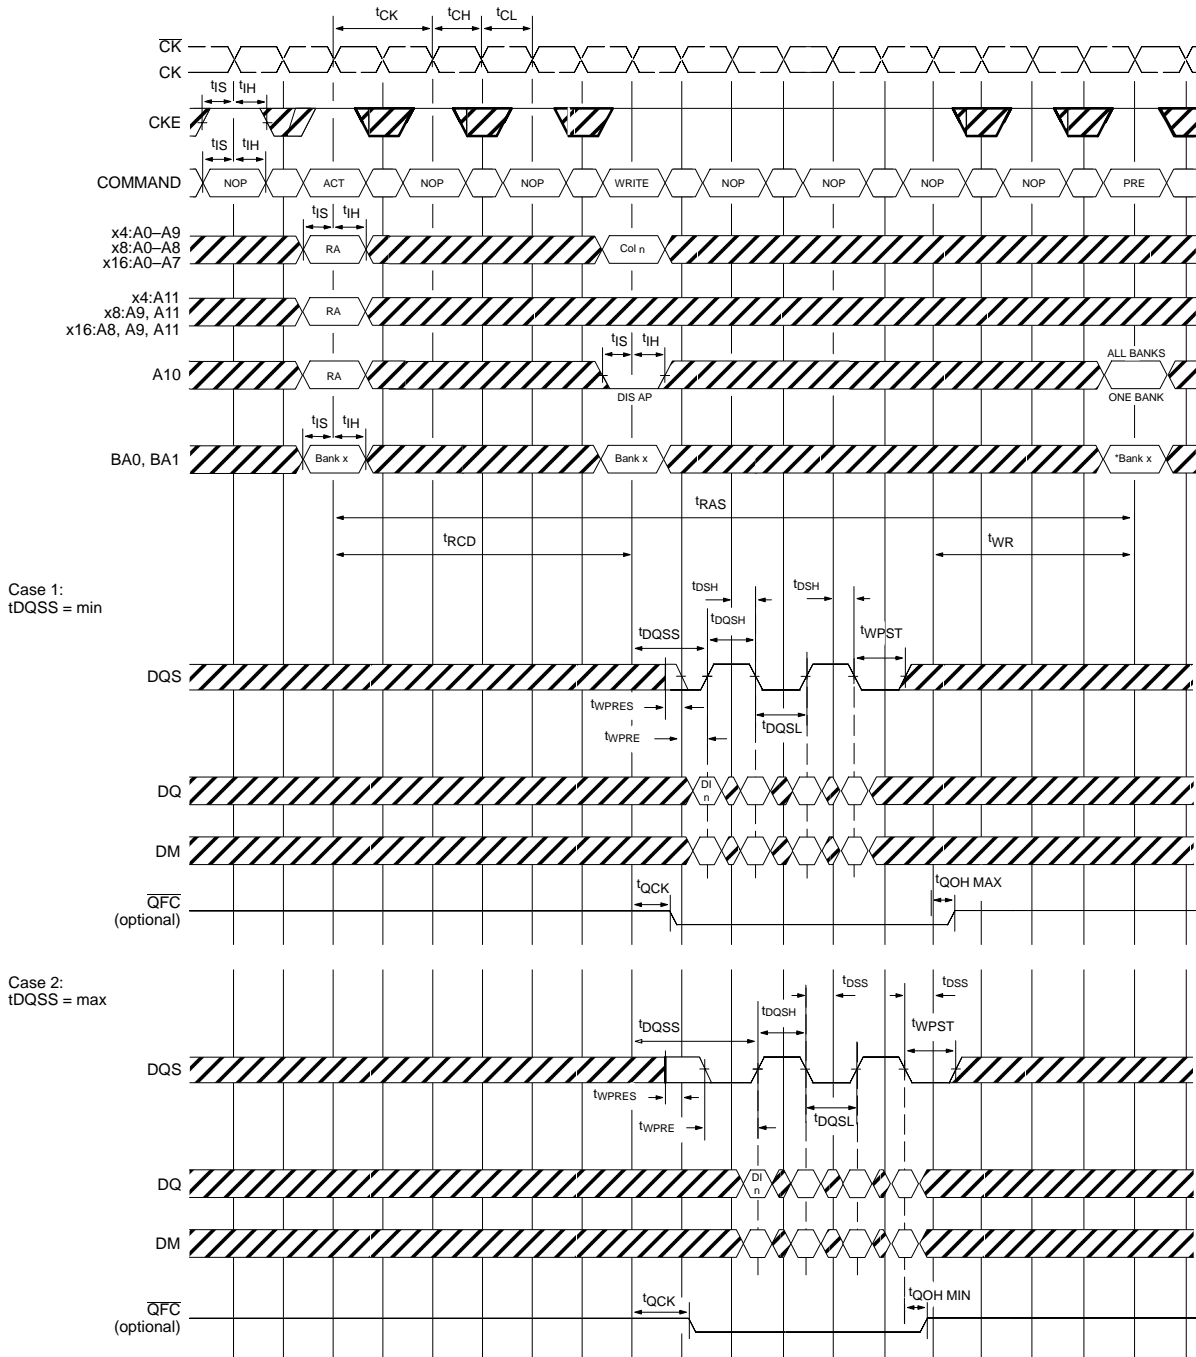 tCK tCH tCL
CK
CK
tIS tIH
CKE
tIS tIH
COMMAND NOP ACT NOP NOP WRITE NOP NOP NOP NOP PRE
tIS tIH
x4:A0–A9
x8:A0–A8
x16:A0–A7
RA Col n
x4:A11
x8:A9, A11
x16:A8, A9, A11
RA
tIS tIH ALL BANKS
A10 RA
DIS AP ONE BANK
tIS tIH
BA0, BA1 Bank x Bank x *Bank x
tRAS
tRCD tWR
Case 1:
tDQSS = min
tDSH tDSH
tDQSH
tDQSS tWPST
DQS
tWPRES
tDQSL
tWPRE
DQ DI
n
DM
tQCK tQOH MAX
QFC
(optional)
Case 2:
tDQSS = max
tDSS tDSS
tDQSH
tDQSS tWPST
DQS
tWPRES
tDQSL
tWPRE
DQ DI
n
DM
tQCK tQOH MIN
QFC
(optional)